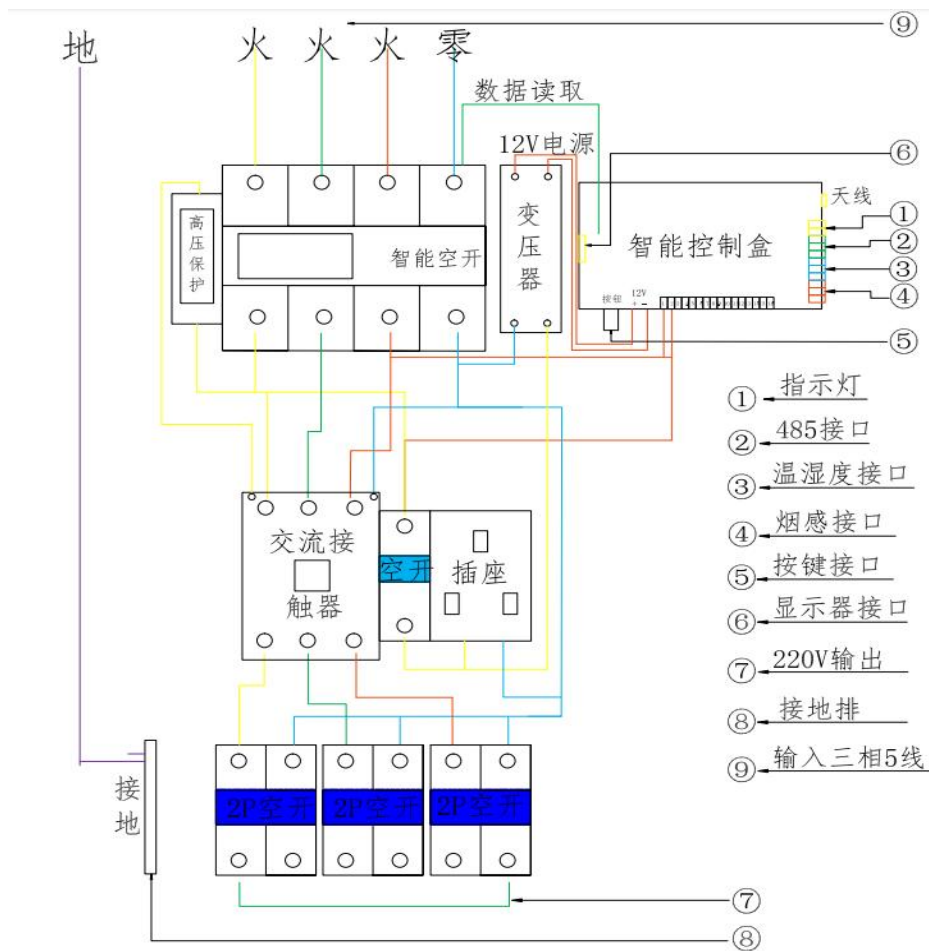 ⑨
地 火 火 火 零
数据读取
12V电源
⑥
天线
高压保护
智能空开
变压器
智能控制盒
①
②
③
④
按钮
12V
+ −
⑤
① 指示灯
② 485接口
③ 温湿度接口
④ 烟感接口
⑤ 按键接口
⑥ 显示器接口
⑦ 220V输出
⑧ 接地排
⑨ 输入三相5线
交流接
触器
空开
插座
接地
2P空开 2P空开 2P空开
⑦
⑧